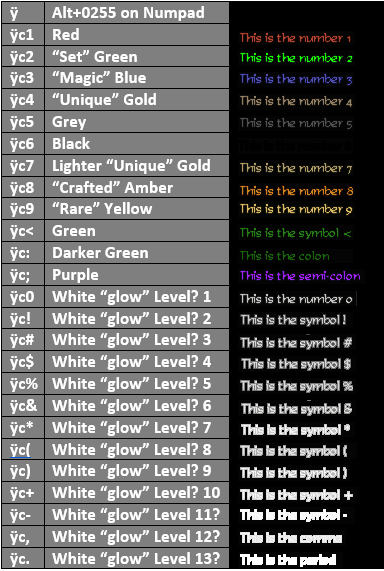 ÿ Alt+0255 on Numpad
ÿc1 Red This is the number 1
ÿc2 “Set” Green This is the number 2
ÿc3 “Magic” Blue This is the number 3
ÿc4 “Unique” Gold This is the number 4
ÿc5 Grey This is the number 5
ÿc6 Black
ÿc7 Lighter “Unique” Gold This is the number 7
ÿc8 “Crafted” Amber This is the number 8
ÿc9 “Rare” Yellow This is the number 9
ÿc< Green This is the symbol <
ÿc: Darker Green This is the colon
ÿc; Purple This is the semi-colon
ÿc0 White “glow” Level? 1 This is the number 0
ÿc! White “glow” Level? 2 This is the symbol !
ÿc# White “glow” Level? 3 This is the symbol #
ÿc$ White “glow” Level? 4 This is the symbol $
ÿc% White “glow” Level? 5 This is the symbol %
ÿc& White “glow” Level? 6 This is the symbol &
ÿc* White “glow” Level? 7 This is the symbol *
ÿc( White “glow” Level? 8 This is the symbol (
ÿc) White “glow” Level? 9 This is the symbol )
ÿc+ White “glow” Level? 10 This is the symbol +
ÿc- White “glow” Level 11? This is the symbol -
ÿc, White “glow” Level 12? This is the comma
ÿc. White “glow” Level 13? This is the period